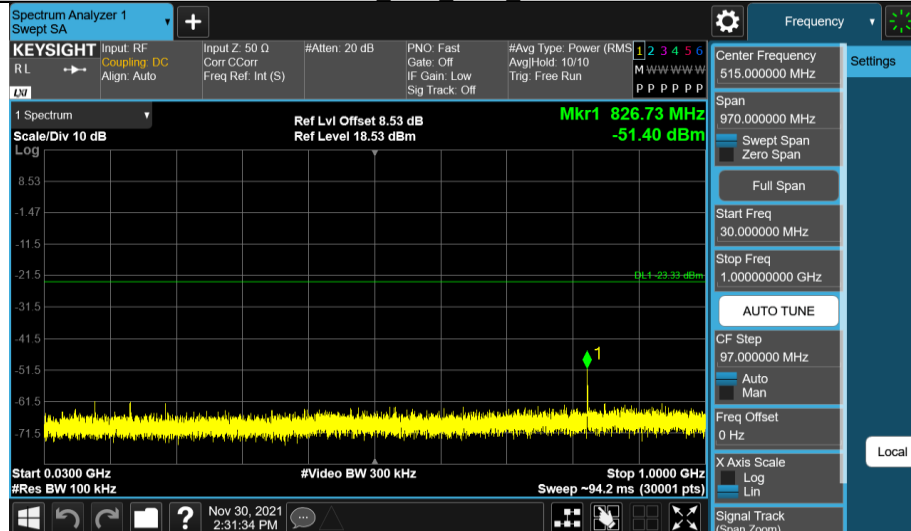 Spectrum Analyzer 1
Swept SA
+
Frequency
KEYSIGHT
R L
LXI
Input: RF
Coupling: DC
Align: Auto
Input Z: 50 Ω
Corr CCorr
Freq Ref: Int (S)
#Atten: 20 dB
PNO: Fast
Gate: Off
IF Gain: Low
Sig Track: Off
#Avg Type: Power (RMS
Avg|Hold: 10/10
Trig: Free Run
1 2 3 4 5 6
M W W W W W
P P P P P P
1 Spectrum
Scale/Div 10 dB
Log
Ref Lvl Offset 8.53 dB
Ref Level 18.53 dBm
Mkr1 826.73 MHz
-51.40 dBm
8.53
-1.47
-11.5
-21.5
-31.5
-41.5
-51.5
-61.5
-71.5
DL1 -23.33 dBm
1
Start 0.0300 GHz
#Res BW 100 kHz
#Video BW 300 kHz
Stop 1.0000 GHz
Sweep ~94.2 ms (30001 pts)
?
Nov 30, 2021
2:31:34 PM
Center Frequency
515.000000 MHz
Span
970.000000 MHz
Swept Span
Zero Span
Full Span
Start Freq
30.000000 MHz
Stop Freq
1.000000000 GHz
AUTO TUNE
CF Step
97.000000 MHz
Auto
Man
Freq Offset
0 Hz
X Axis Scale
Log
Lin
Signal Track
(Span Zoom)
Settings
Local